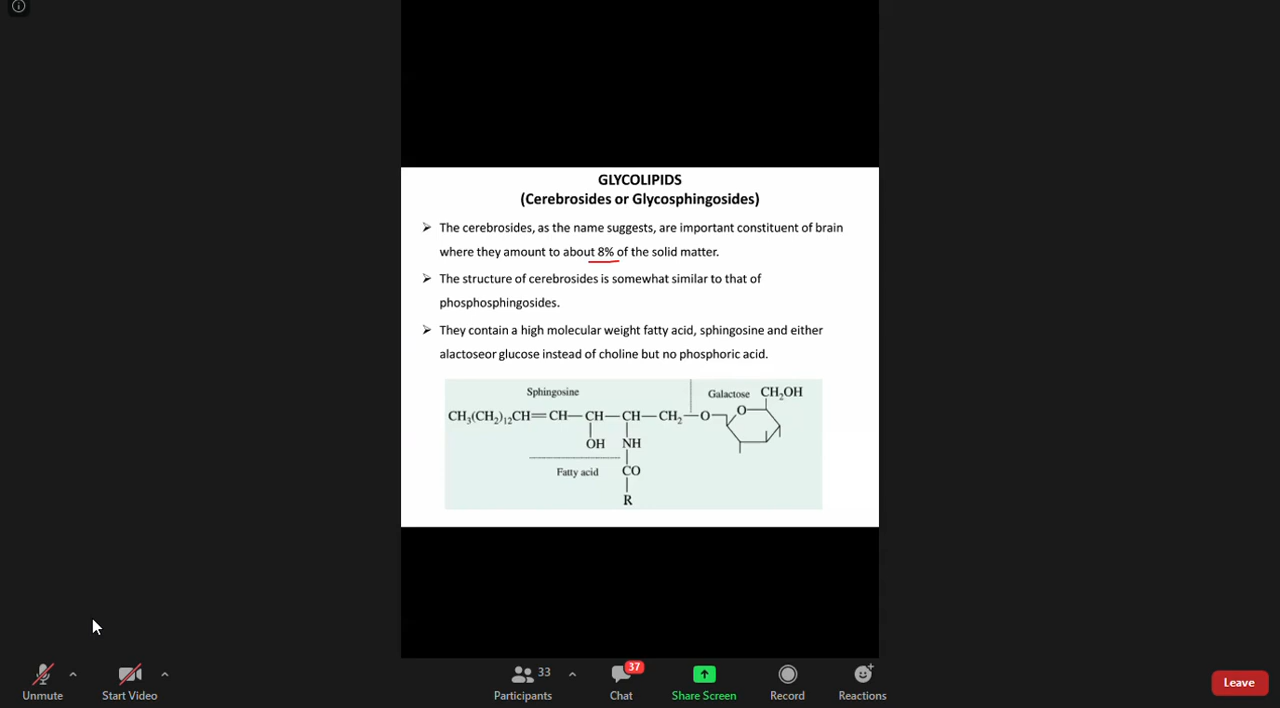 GLYCOLIPIDS
(Cerebrosides or Glycosphingosides)
➢ The cerebrosides, as the name suggests, are important constituent of brain
where they amount to about 8% of the solid matter.
➢ The structure of cerebrosides is somewhat similar to that of
phosphosphingosides.
➢ They contain a high molecular weight fatty acid, sphingosine and either
alactoseor glucose instead of choline but no phosphoric acid.
Sphingosine
Galactose CH₂OH
CH₃(CH₂)₁₂CH=CH—CH—CH—CH₂—O
O
OH NH
Fatty acid CO
R
Unmute
Start Video
33
Participants
37
Chat
Share Screen
Record
Reactions
Leave